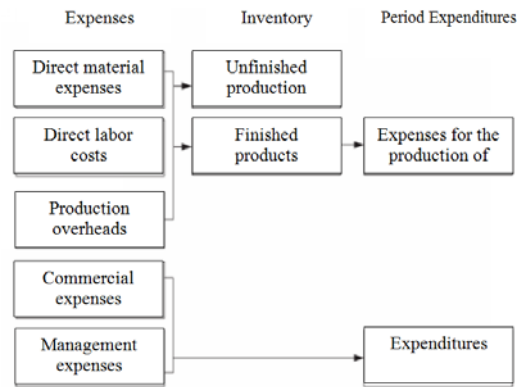 Expenses
Inventory
Period Expenditures
Direct material
expenses
Unfinished
production
Direct labor
costs
Finished
products
Expenses for the
production of
Production
overheads
Commercial
expenses
Management
expenses
Expenditures